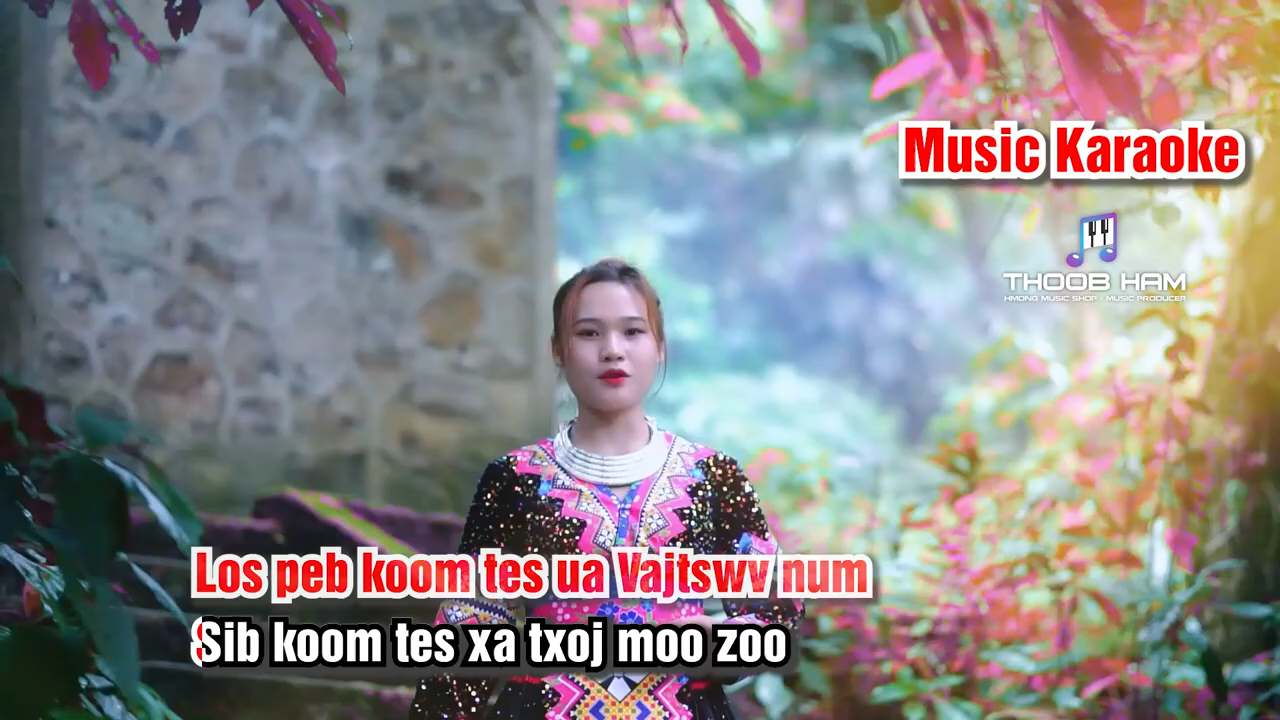 Music Karaoke
THOOB HAM
HMONG MUSIC SHOP - MUSIC PRODUCER
Los peb koom tes ua Vajtswv num
Sib koom tes xa txoj moo zoo